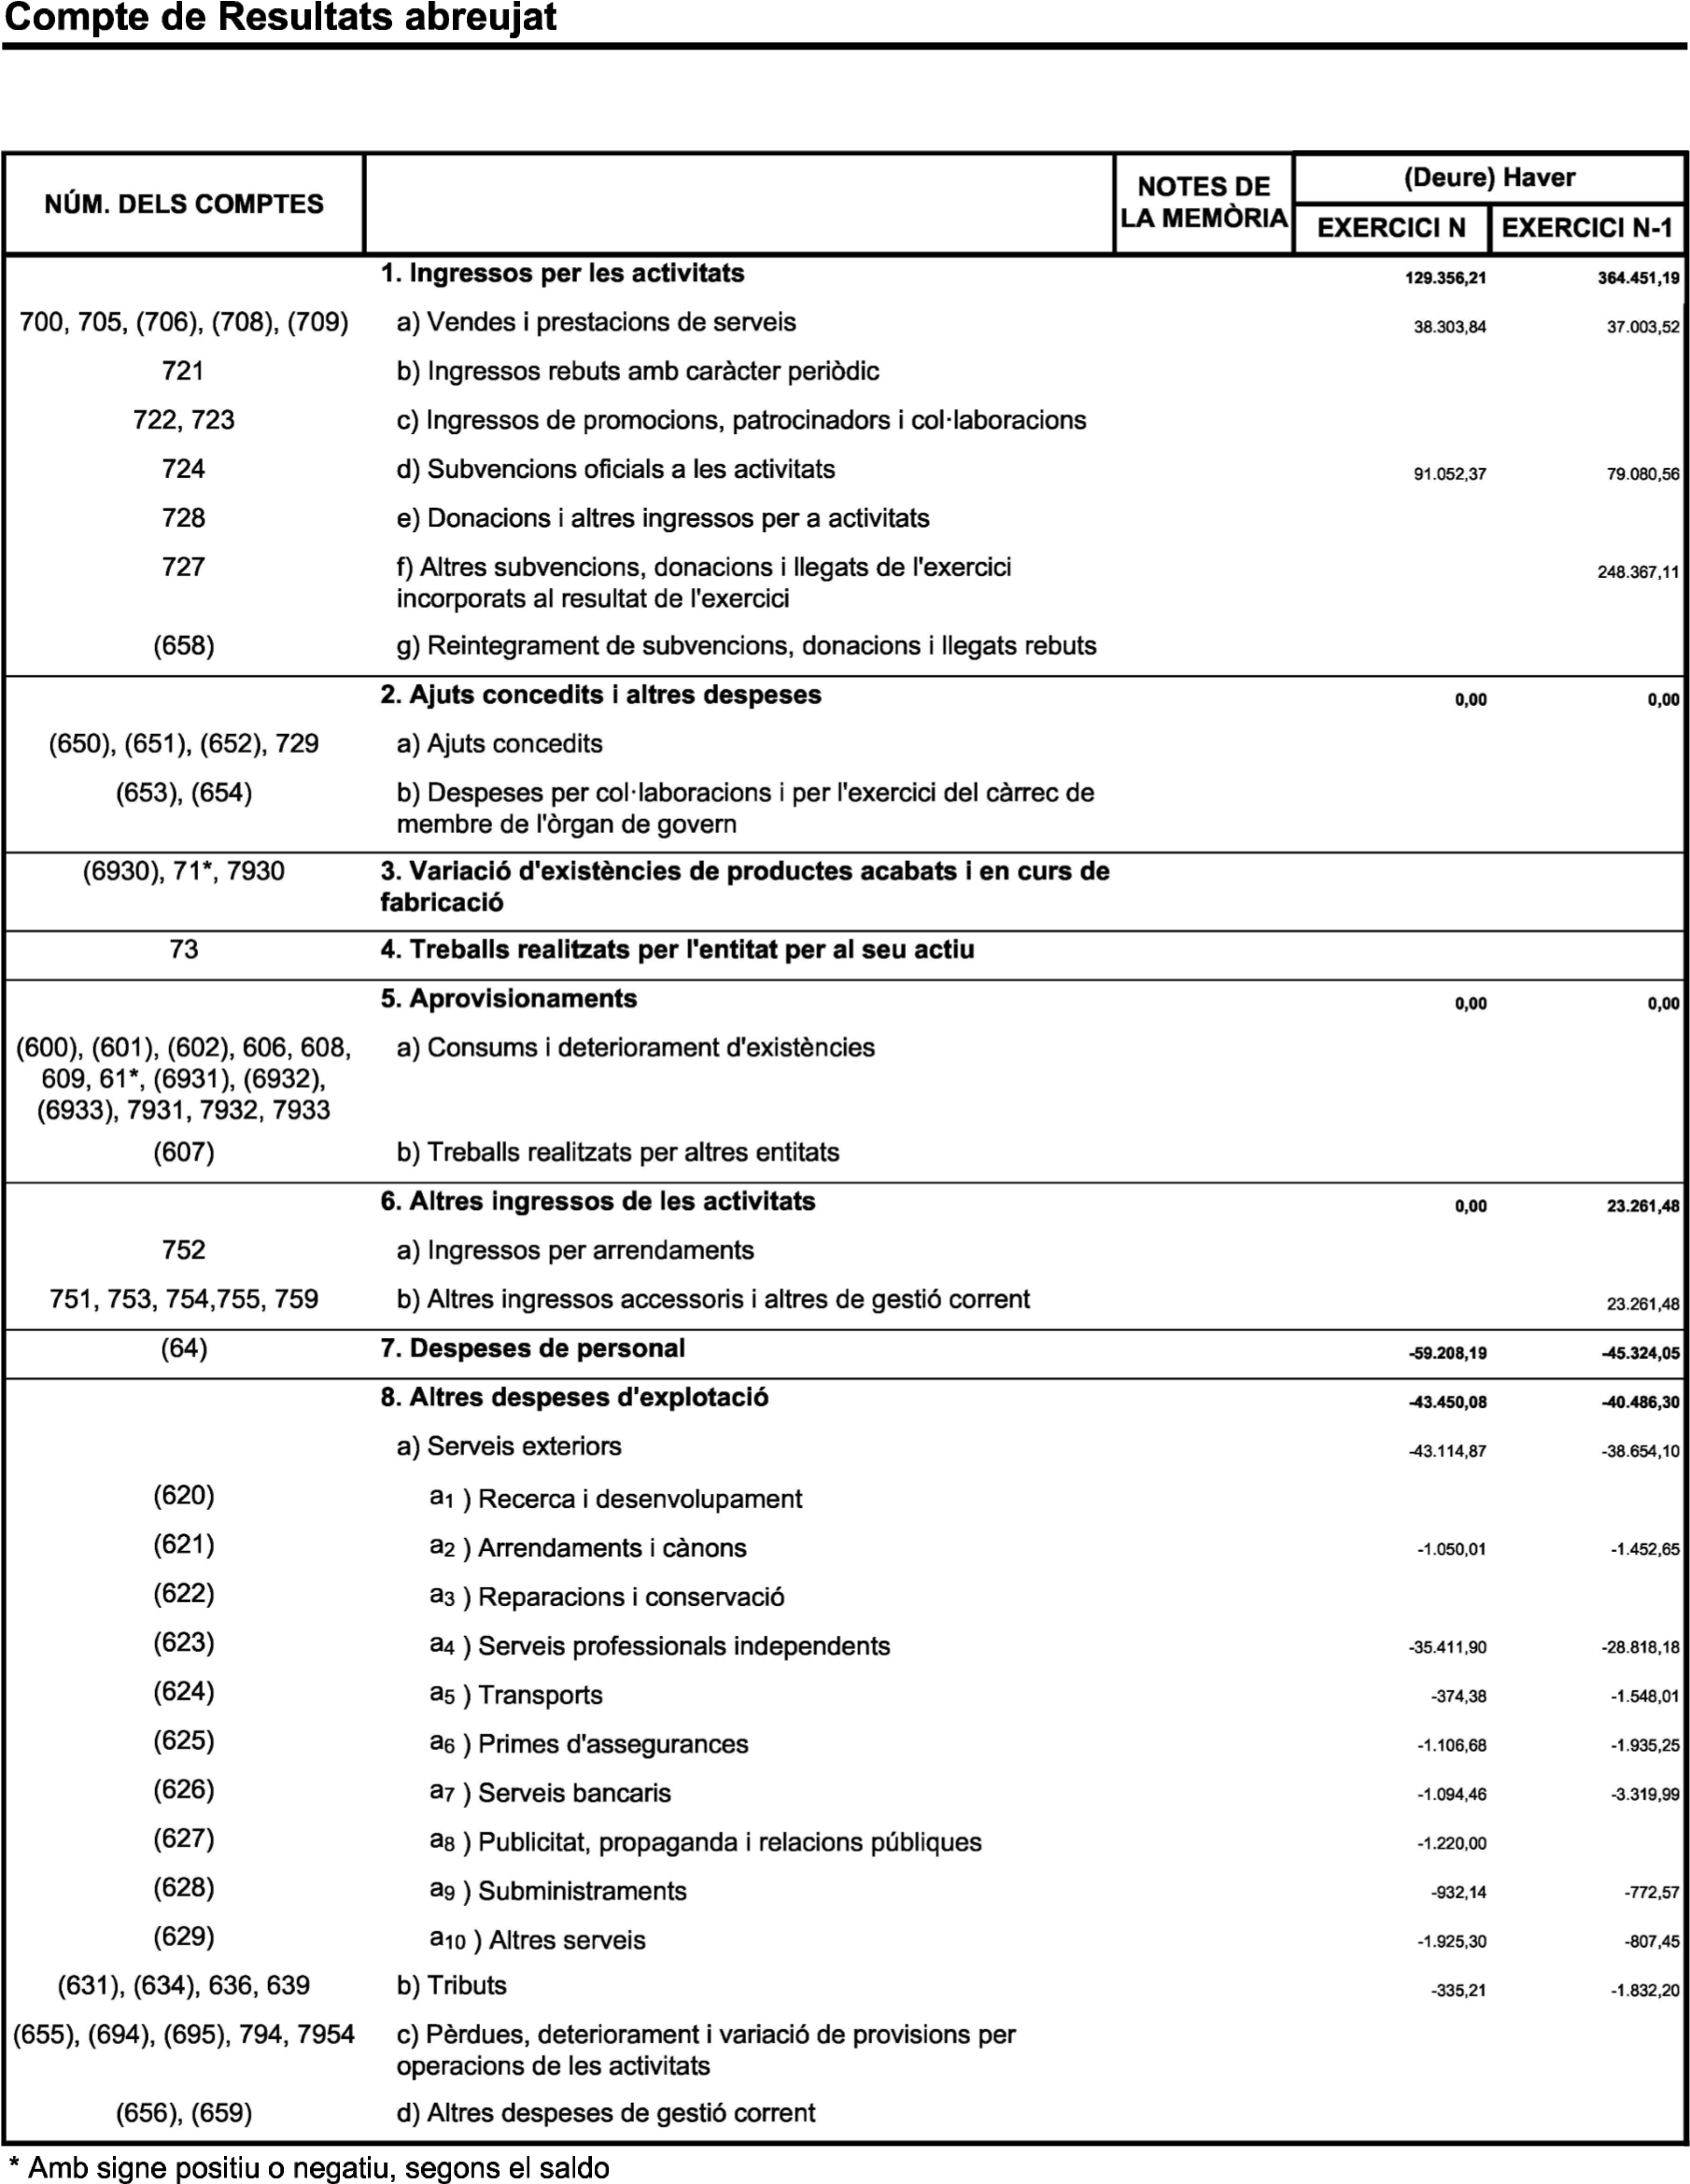 Compte de Resultats abreujat
NÚM. DELS COMPTES
NOTES DE
LA MEMÒRIA
(Deure) Haver
EXERCICI N EXERCICI N-1
1. Ingressos per les activitats 129.356,21 364.451,19
700, 705, (706), (708), (709) a) Vendes i prestacions de serveis 38.303,84 37.003,52
721 b) Ingressos rebuts amb caràcter periòdic
722, 723 c) Ingressos de promocions, patrocinadors i col·laboracions
724 d) Subvencions oficials a les activitats 91.052,37 79.080,56
728 e) Donacions i altres ingressos per a activitats
727 f) Altres subvencions, donacions i llegats de l'exercici 248.367,11
incorporats al resultat de l'exercici
(658) g) Reintegrament de subvencions, donacions i llegats rebuts
2. Ajuts concedits i altres despeses 0,00 0,00
(650), (651), (652), 729 a) Ajuts concedits
(653), (654) b) Despeses per col·laboracions i per l'exercici del càrrec de
membre de l'òrgan de govern
(6930), 71*, 7930 3. Variació d'existències de productes acabats i en curs de
fabricació
73 4. Treballs realitzats per l'entitat per al seu actiu
5. Aprovisionaments 0,00 0,00
(600), (601), (602), 606, 608, a) Consums i deteriorament d'existències
609, 61*, (6931), (6932),
(6933), 7931, 7932, 7933
(607) b) Treballs realitzats per altres entitats
6. Altres ingressos de les activitats 0,00 23.261,48
752 a) Ingressos per arrendaments
751, 753, 754,755, 759 b) Altres ingressos accessoris i altres de gestió corrent 23.261,48
(64) 7. Despeses de personal -59.208,19 -45.324,05
8. Altres despeses d'explotació -43.450,08 -40.486,30
a) Serveis exteriors -43.114,87 -38.654,10
(620) a1 ) Recerca i desenvolupament
(621) a2 ) Arrendaments i cànons -1.050,01 -1.452,65
(622) a3 ) Reparacions i conservació
(623) a4 ) Serveis professionals independents -35.411,90 -28.818,18
(624) a5 ) Transports -374,38 -1.548,01
(625) a6 ) Primes d'assegurances -1.106,68 -1.935,25
(626) a7 ) Serveis bancaris -1.094,46 -3.319,99
(627) a8 ) Publicitat, propaganda i relacions públiques -1.220,00
(628) a9 ) Subministraments -932,14 -772,57
(629) a10 ) Altres serveis -1.925,30 -807,45
(631), (634), 636, 639 b) Tributs -335,21 -1.832,20
(655), (694), (695), 794, 7954 c) Pèrdues, deteriorament i variació de provisions per
operacions de les activitats
(656), (659) d) Altres despeses de gestió corrent
* Amb signe positiu o negatiu, segons el saldo